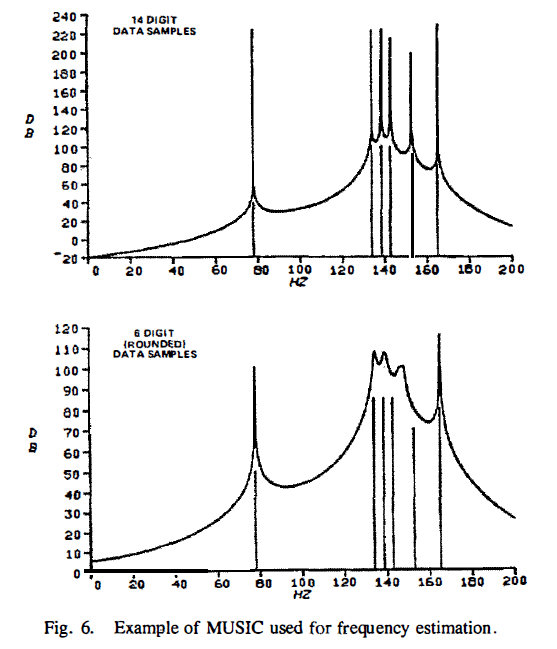 14 DIGIT
DATA SAMPLES
240
220
200
180
160
140
120
100
80
60
40
20
0
-20
D
B
0 20 40 60 80 100 120 140 160 180 200
HZ
6 DIGIT
(ROUNDED)
DATA SAMPLES
120
110
100
90
80
70
60
50
40
30
20
10
0
D
B
0 20 40 60 80 100 120 140 160 180 200
HZ
Fig. 6. Example of MUSIC used for frequency estimation.